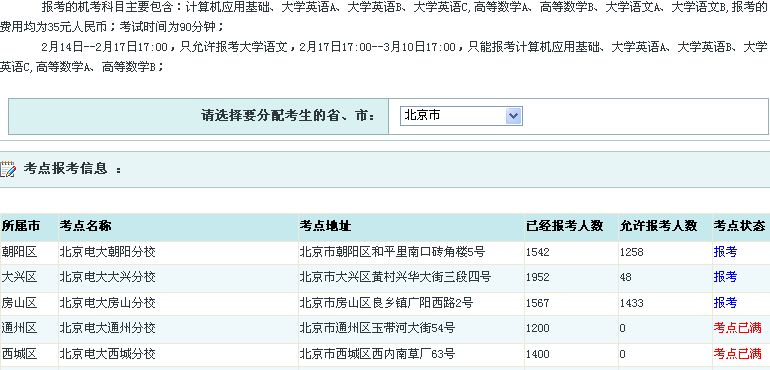 报考的机考科目主要包含：计算机应用基础、大学英语A、大学英语B、大学英语C,高等数学A、高等数学B、大学语文A、大学语文B,报考的
费用均为35元人民币；考试时间为90分钟；
2月14日--2月17日17:00，只允许报考大学语文，2月17日17:00--3月10日17:00，只能报考计算机应用基础、大学英语A、大学英语B、大学
英语C,高等数学A、高等数学B；
请选择要分配考生的省、市： 北京市
考点报考信息 ：
所属市 考点名称 考点地址 已经报考人数 允许报考人数 考点状态
朝阳区 北京电大朝阳分校 北京市朝阳区和平里南口砖角楼5号 1542 1258 报考
大兴区 北京电大大兴分校 北京市大兴区黄村兴华大街三段四号 1952 48 报考
房山区 北京电大房山分校 北京市房山区良乡镇广阳西路2号 1567 1433 报考
通州区 北京电大通州分校 北京市通州区玉带河大街54号 1200 0 考点已满
西城区 北京电大西城分校 北京市西城区西内南草厂63号 1400 0 考点已满